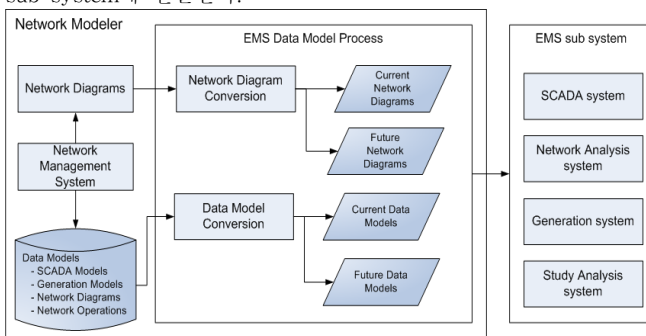 Network Modeler
EMS Data Model Process
Network Diagrams
Network Diagram
Conversion
Current
Network
Diagrams
Future
Network
Diagrams
Network
Management
System
Data Model
Conversion
Current Data
Models
Future Data
Models
Data Models
- SCADA Models
- Generation Models
- Network Diagrams
- Network Operations
EMS sub system
SCADA system
Network Analysis
system
Generation system
Study Analysis
system